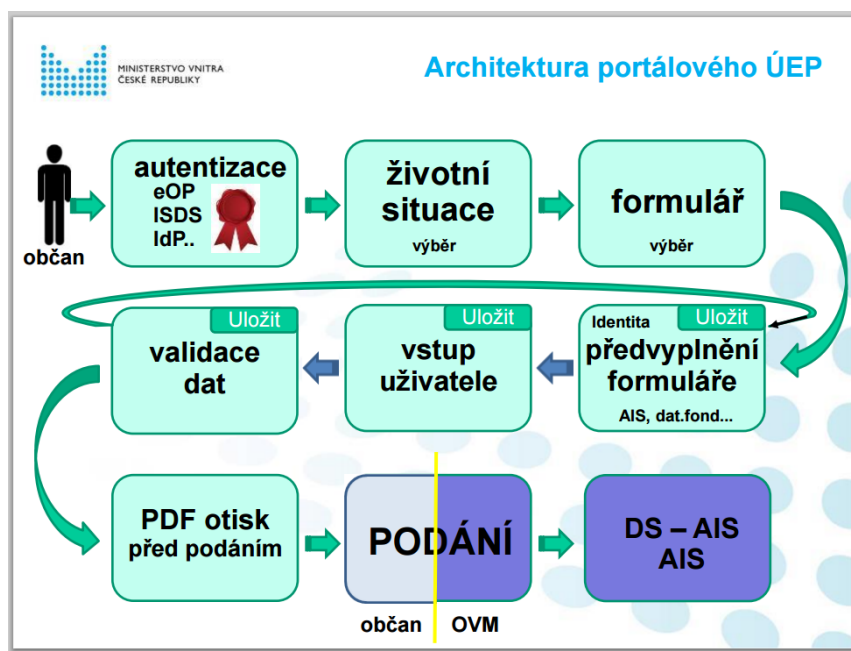 MINISTERSTVO VNITRA
ČESKÉ REPUBLIKY
Architektura portálového ÚEP
občan
autentizace
eOP
ISDS
IdP..
životní
situace
výběr
formulář
výběr
Uložit
validace
dat
Uložit
vstup
uživatele
Identita
Uložit
předvyplnění
formuláře
AIS, dat.fond...
PDF otisk
před podáním
PODÁNÍ
občan
OVM
DS – AIS
AIS